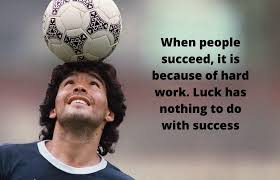 When people
succeed, it is
because of hard
work. Luck has
nothing to do
with success